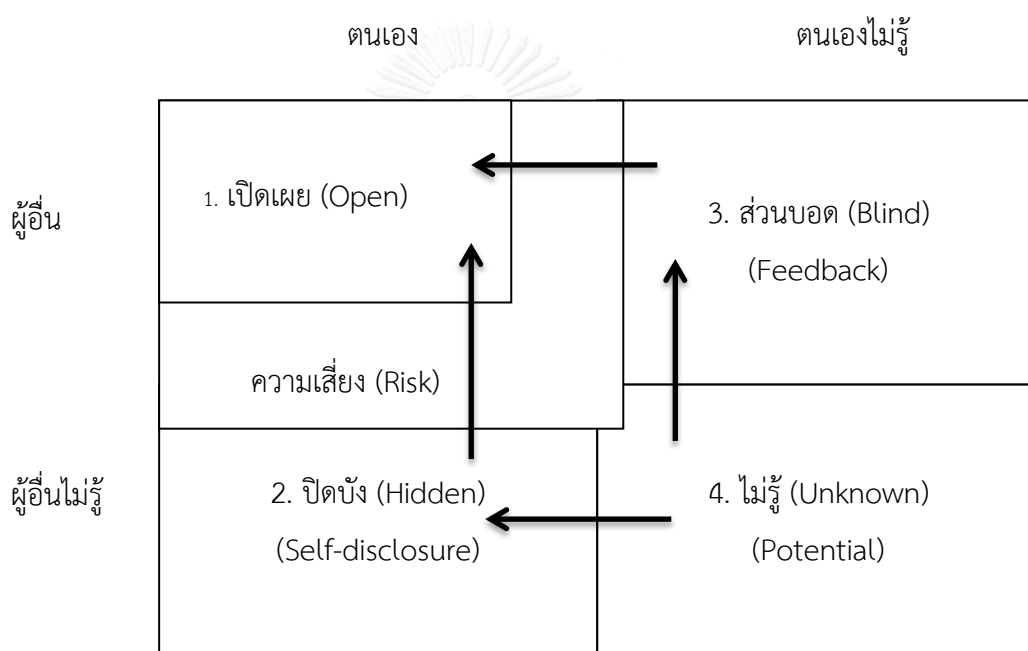 ตนเอง ตนเองไม่รู้
ผู้อื่น
1. เปิดเผย (Open)
3. ส่วนบอด (Blind)
(Feedback)
ความเสี่ยง (Risk)
ผู้อื่นไม่รู้
2. ปิดบัง (Hidden)
(Self-disclosure)
4. ไม่รู้ (Unknown)
(Potential)